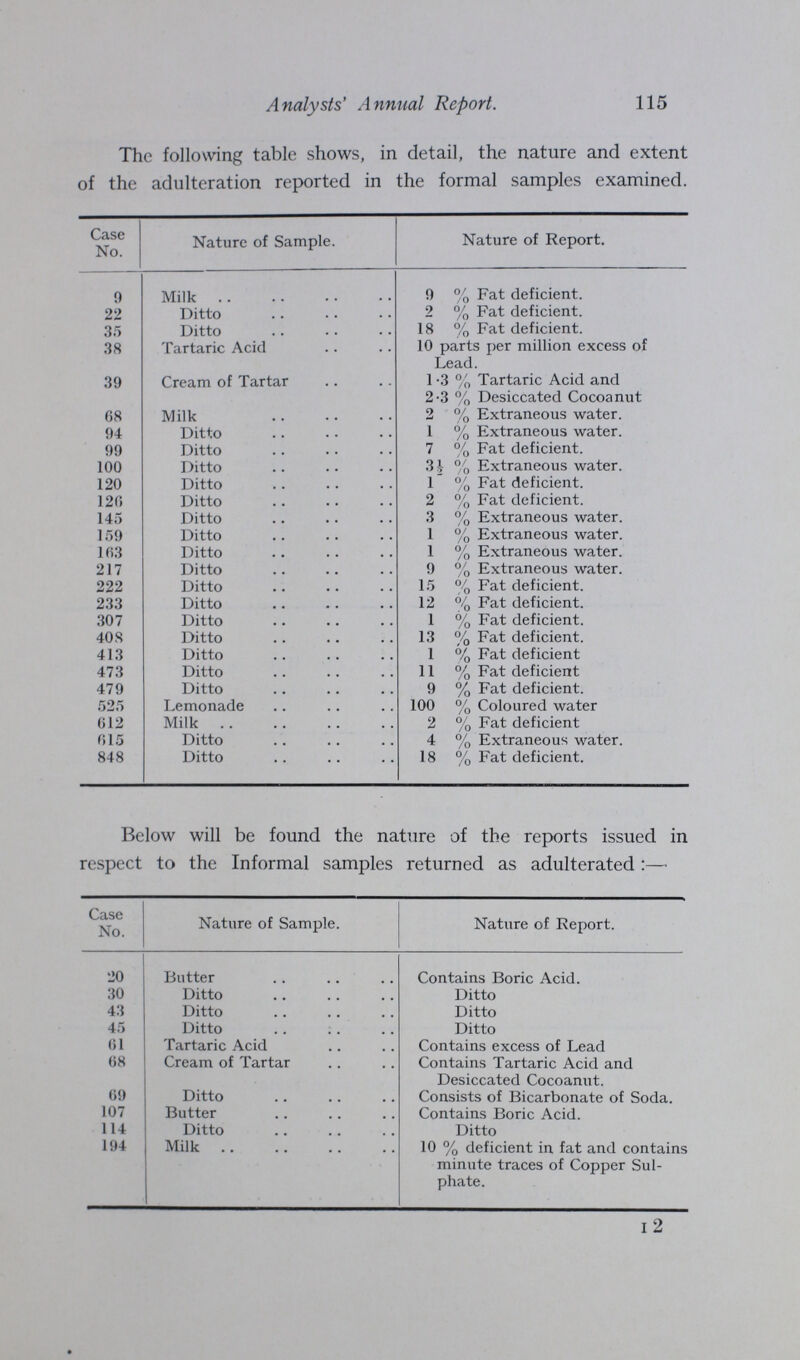 Analysts' Annual Report. 115
The following table shows, in detail, the nature and extent
of the adulteration reported in the formal samples examined.
Case No. Nature of Sample. Nature of Report.
9 Milk .. .. .. .. 9 % Fat deficient.
22 Ditto .. .. .. 2 % Fat deficient.
35 Ditto .. .. .. 18 % Fat deficient.
38 Tartaric Acid .. .. 10 parts per million excess of
Lead.
39 Cream of Tartar .. .. 1·3 % Tartaric Acid and
2·3 % Desiccated Cocoanut
68 Milk .. .. .. 2 % Extraneous water.
94 Ditto .. .. .. 1 % Extraneous water.
99 Ditto .. .. .. 7 % Fat deficient.
100 Ditto .. .. .. 3½ % Extraneous water.
120 Ditto .. .. .. 1 % Fat deficient.
126 Ditto .. .. .. 2 % Fat deficient.
145 Ditto .. .. .. 3 % Extraneous water.
159 Ditto .. .. .. 1 % Extraneous water.
163 Ditto .. .. .. 1 % Extraneous water.
217 Ditto .. .. .. 9 % Extraneous water.
222 Ditto .. .. .. 15 % Fat deficient.
233 Ditto .. .. .. 12 % Fat deficient.
307 Ditto .. .. .. 1 % Fat deficient.
408 Ditto .. .. .. 13 % Fat deficient.
413 Ditto .. .. .. 1 % Fat deficient
473 Ditto .. .. .. 11 % Fat deficient
479 Ditto .. .. .. 9 % Fat deficient.
525 Lemonade .. .. .. 100 % Coloured water
612 Milk .. .. .. .. 2 % Fat deficient
615 Ditto .. .. .. 4 % Extraneous water.
848 Ditto .. .. .. 18 % Fat deficient.
Below will be found the nature of the reports issued in
respect to the Informal samples returned as adulterated :—
Case No. Nature of Sample. Nature of Report.
20 Butter .. .. .. Contains Boric Acid.
30 Ditto .. .. .. Ditto
43 Ditto .. .. .. Ditto
45 Ditto .. .. .. Ditto
61 Tartaric Acid .. .. Contains excess of Lead
68 Cream of Tartar .. .. Contains Tartaric Acid and
Desiccated Cocoanut.
69 Ditto .. .. .. Consists of Bicarbonate of Soda.
107 Butter .. .. .. Contains Boric Acid.
114 Ditto .. .. .. Ditto
194 Milk .. .. .. .. 10 % deficient in fat and contains
minute traces of Copper Sul-
phate.
I 2